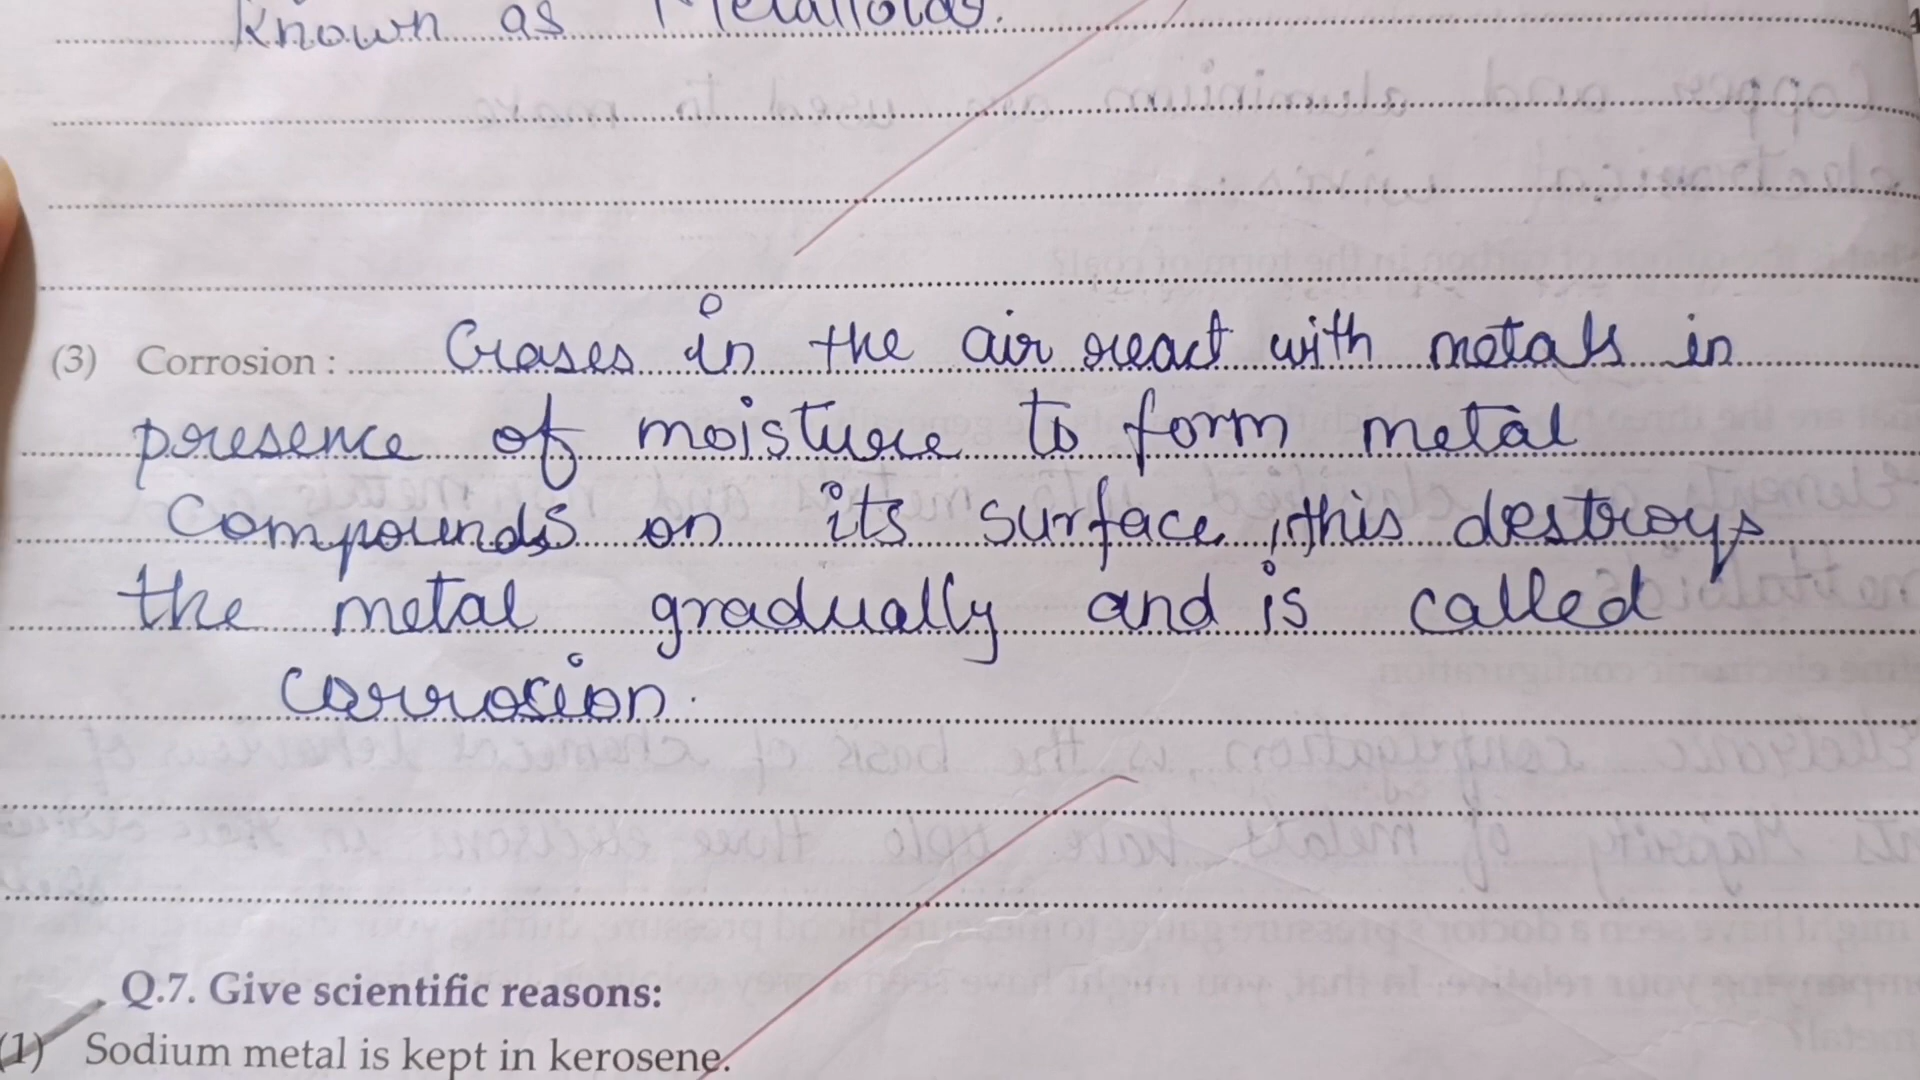 known as Metalloids.
(3) Corrosion : Gases in the air react with metals in
presence of moisture to form metal
Compounds on its surface, this destroys
the metal gradually and is called
corrosion.
Q.7. Give scientific reasons:
(1) Sodium metal is kept in kerosene.